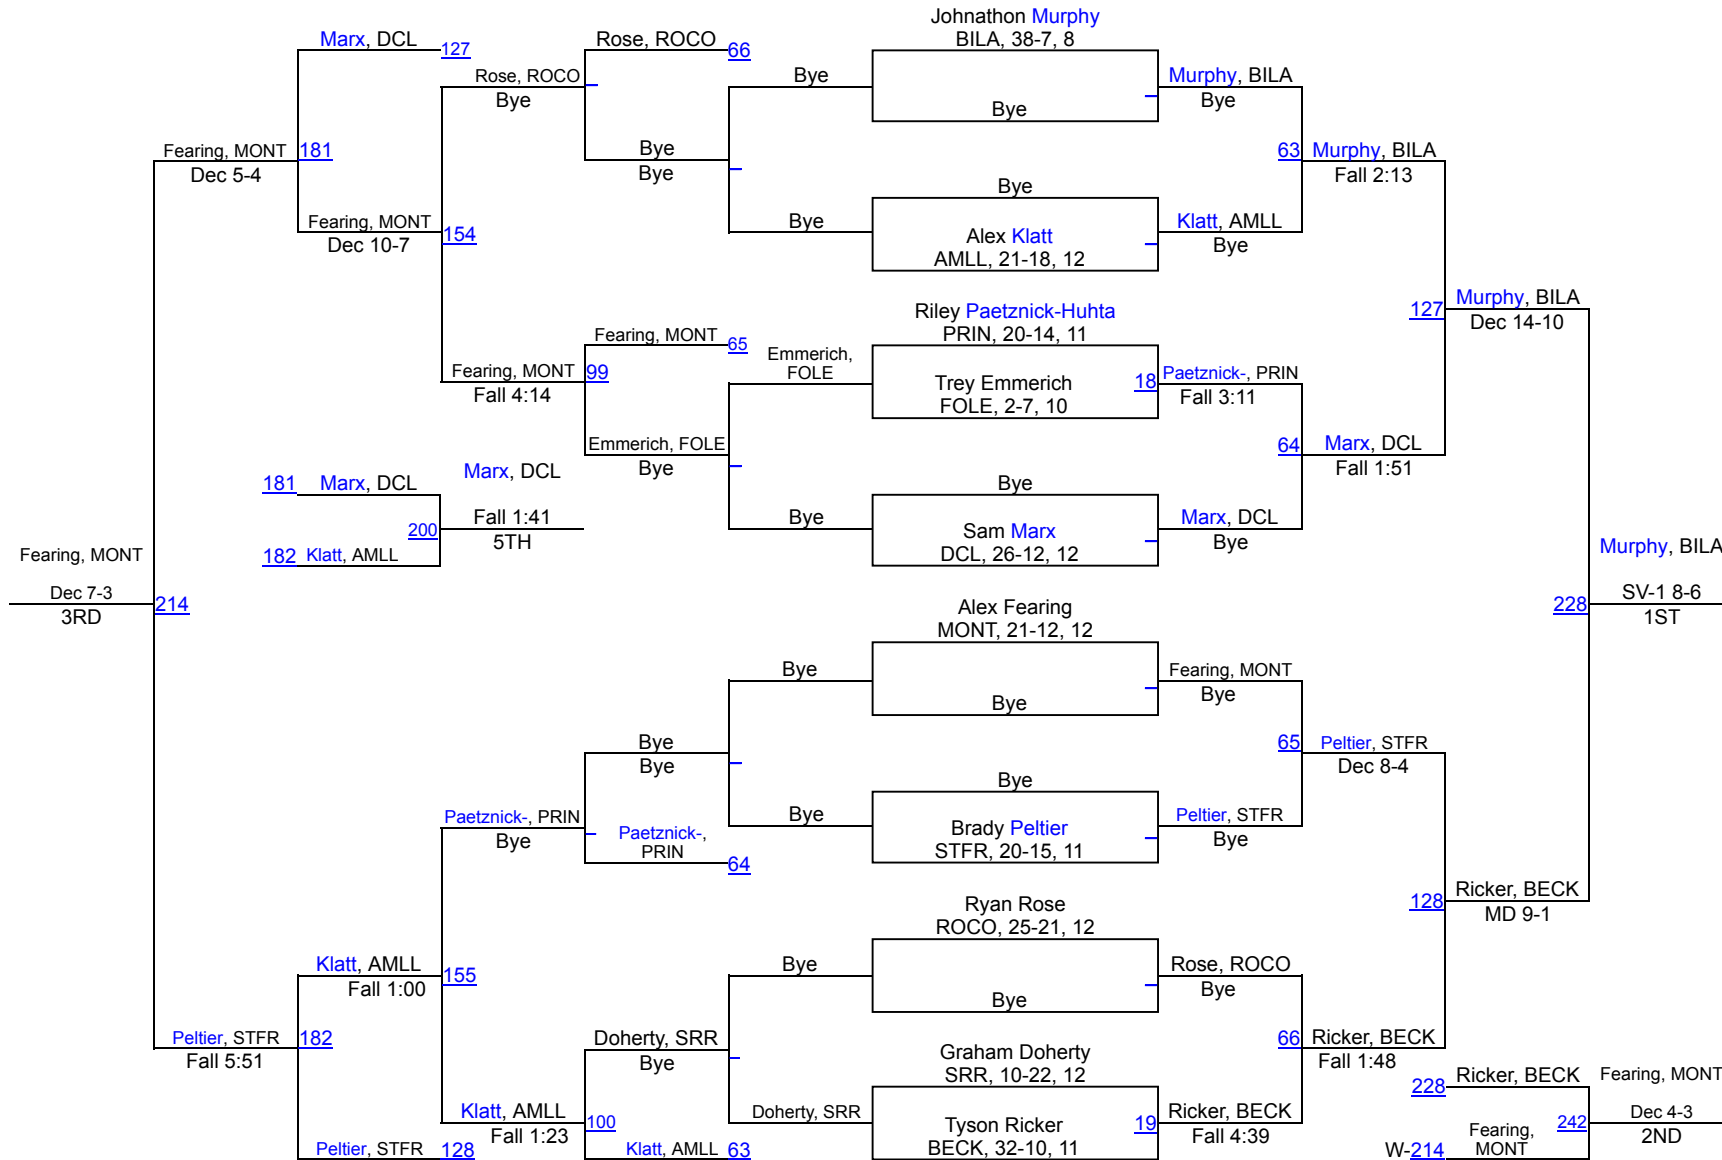 Johnathon Murphy
BILA, 38-7, 8
Bye
Bye
Alex Klatt
AMLL, 21-18, 12
Riley Paetznick-Huhta
PRIN, 20-14, 11
Trey Emmerich
FOLE, 2-7, 10
18
Bye
Sam Marx
DCL, 26-12, 12
Alex Fearing
MONT, 21-12, 12
Bye
Bye
Brady Peltier
STFR, 20-15, 11
Ryan Rose
ROCO, 25-21, 12
Bye
Graham Doherty
SRR, 10-22, 12
Tyson Ricker
BECK, 32-10, 11
19
Murphy, BILA
Bye
Klatt, AMLL
Bye
Paetznick-, PRIN
Fall 3:11
Marx, DCL
Bye
Fearing, MONT
Bye
Peltier, STFR
Bye
Rose, ROCO
Bye
Ricker, BECK
Fall 4:39
63
Murphy, BILA
Fall 2:13
64
Marx, DCL
Fall 1:51
65
Peltier, STFR
Dec 8-4
66
Ricker, BECK
Fall 1:48
127
Murphy, BILA
Dec 14-10
128
Ricker, BECK
MD 9-1
228
Murphy, BILA
SV-1 8-6
1ST
228
Ricker, BECK
W-214
Fearing,
MONT
242
Fearing, MONT
Dec 4-3
2ND
Bye
Bye
Emmerich,
FOLE
Bye
Bye
Bye
Bye
Doherty, SRR
Rose, ROCO
66
Bye
Bye
Fearing, MONT
65
Emmerich, FOLE
Bye
Bye
Bye
Paetznick-,
PRIN
64
Doherty, SRR
Bye
Klatt, AMLL
63
Rose, ROCO
Bye
Fearing, MONT
Fall 4:14
99
Paetznick-, PRIN
Bye
Klatt, AMLL
Fall 1:23
100
Marx, DCL
127
Fearing, MONT
Dec 10-7
154
Klatt, AMLL
Fall 1:00
155
Peltier, STFR
128
Fearing, MONT
Dec 5-4
181
Peltier, STFR
Fall 5:51
182
181
Marx, DCL
182
Klatt, AMLL
200
Marx, DCL
Fall 1:41
5TH
Fearing, MONT
Dec 7-3
3RD
214